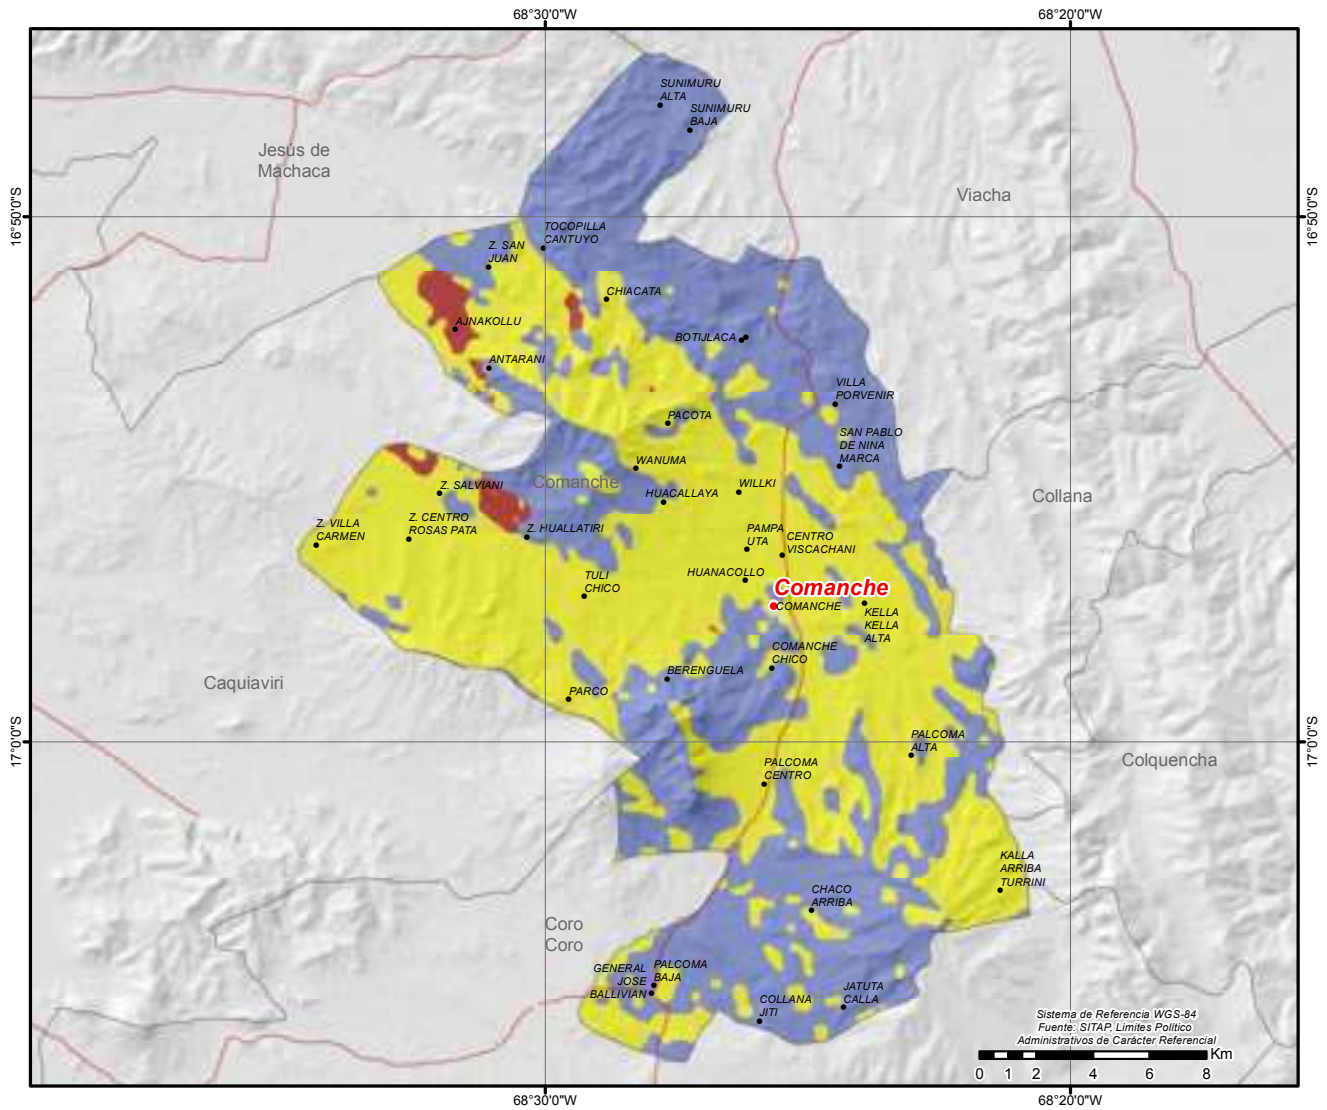 68°30'0"W
68°20'0"W
SUNIMURU
ALTA
SUNIMURU
BAJA
Jesús de
Machaca
Viacha
16°50'0"S
16°50'0"S
TOCOPILLA
CANTUYO
Z. SAN
JUAN
CHIACATA
AJNAKOLLU
BOTIJLACA
ANTARANI
VILLA
PORVENIR
PACOTA
SAN PABLO
DE NINA
MARCA
WANUMA
Comanche
Z. SALVIANI
HUACALLAYA
WILLKI
Collana
Z. VILLA
CARMEN
Z. CENTRO
ROSAS PATA
Z. HUALLATIRI
PAMPA
UTA
CENTRO
VISCACHANI
TULI
CHICO
HUANACOLLO
Comanche
COMANCHE
KELLA
KELLA
ALTA
COMANCHE
CHICO
BERENGUELA
Caquiaviri
PARCO
17°0'0"S
17°0'0"S
PALCOMA
ALTA
PALCOMA
CENTRO
Colquencha
KALLA
ARRIBA
TURRINI
CHACO
ARRIBA
Coro
Coro
GENERAL
JOSE
BALLIVIAN
PALCOMA
BAJA
COLLANA
JITI
JATUTA
CALLA
Sistema de Referencia WGS-84
Fuente: SITAP, Limites Político
Administrativos de Carácter Referencial
Km
0 1 2 4 6 8
68°30'0"W
68°20'0"W